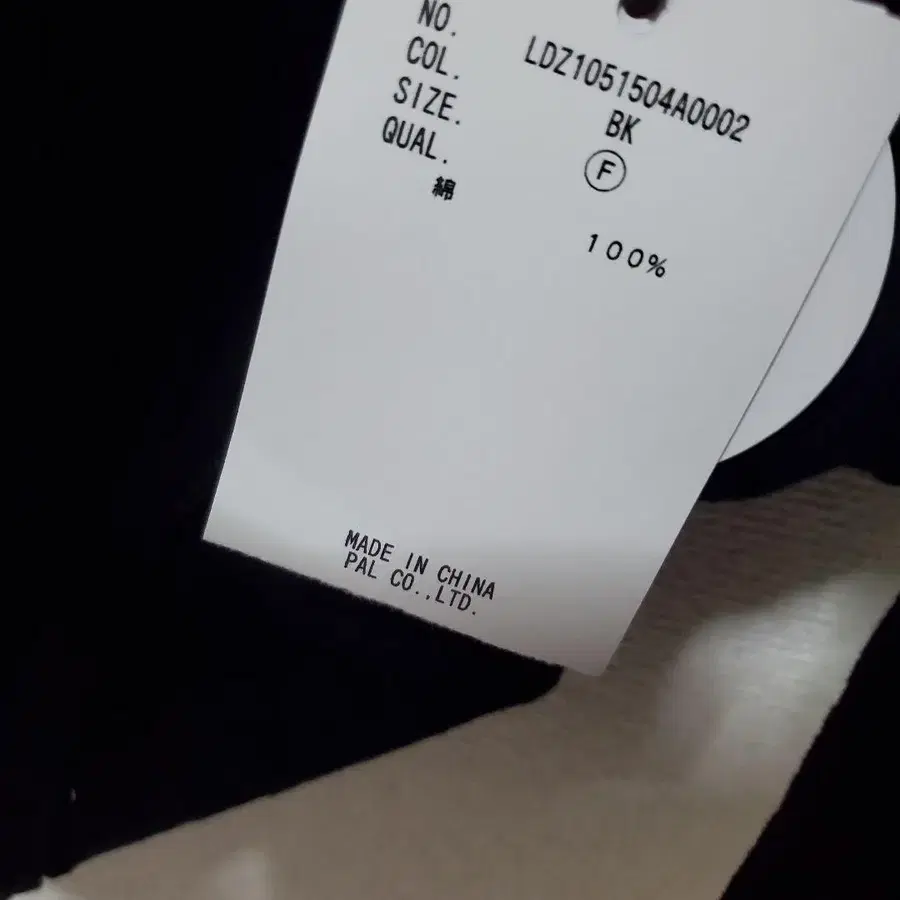 NO. LDZ1051504A0002
COL. BK
SIZE. F
QUAL.
綿 100%
MADE IN CHINA
PAL CO.,LTD.